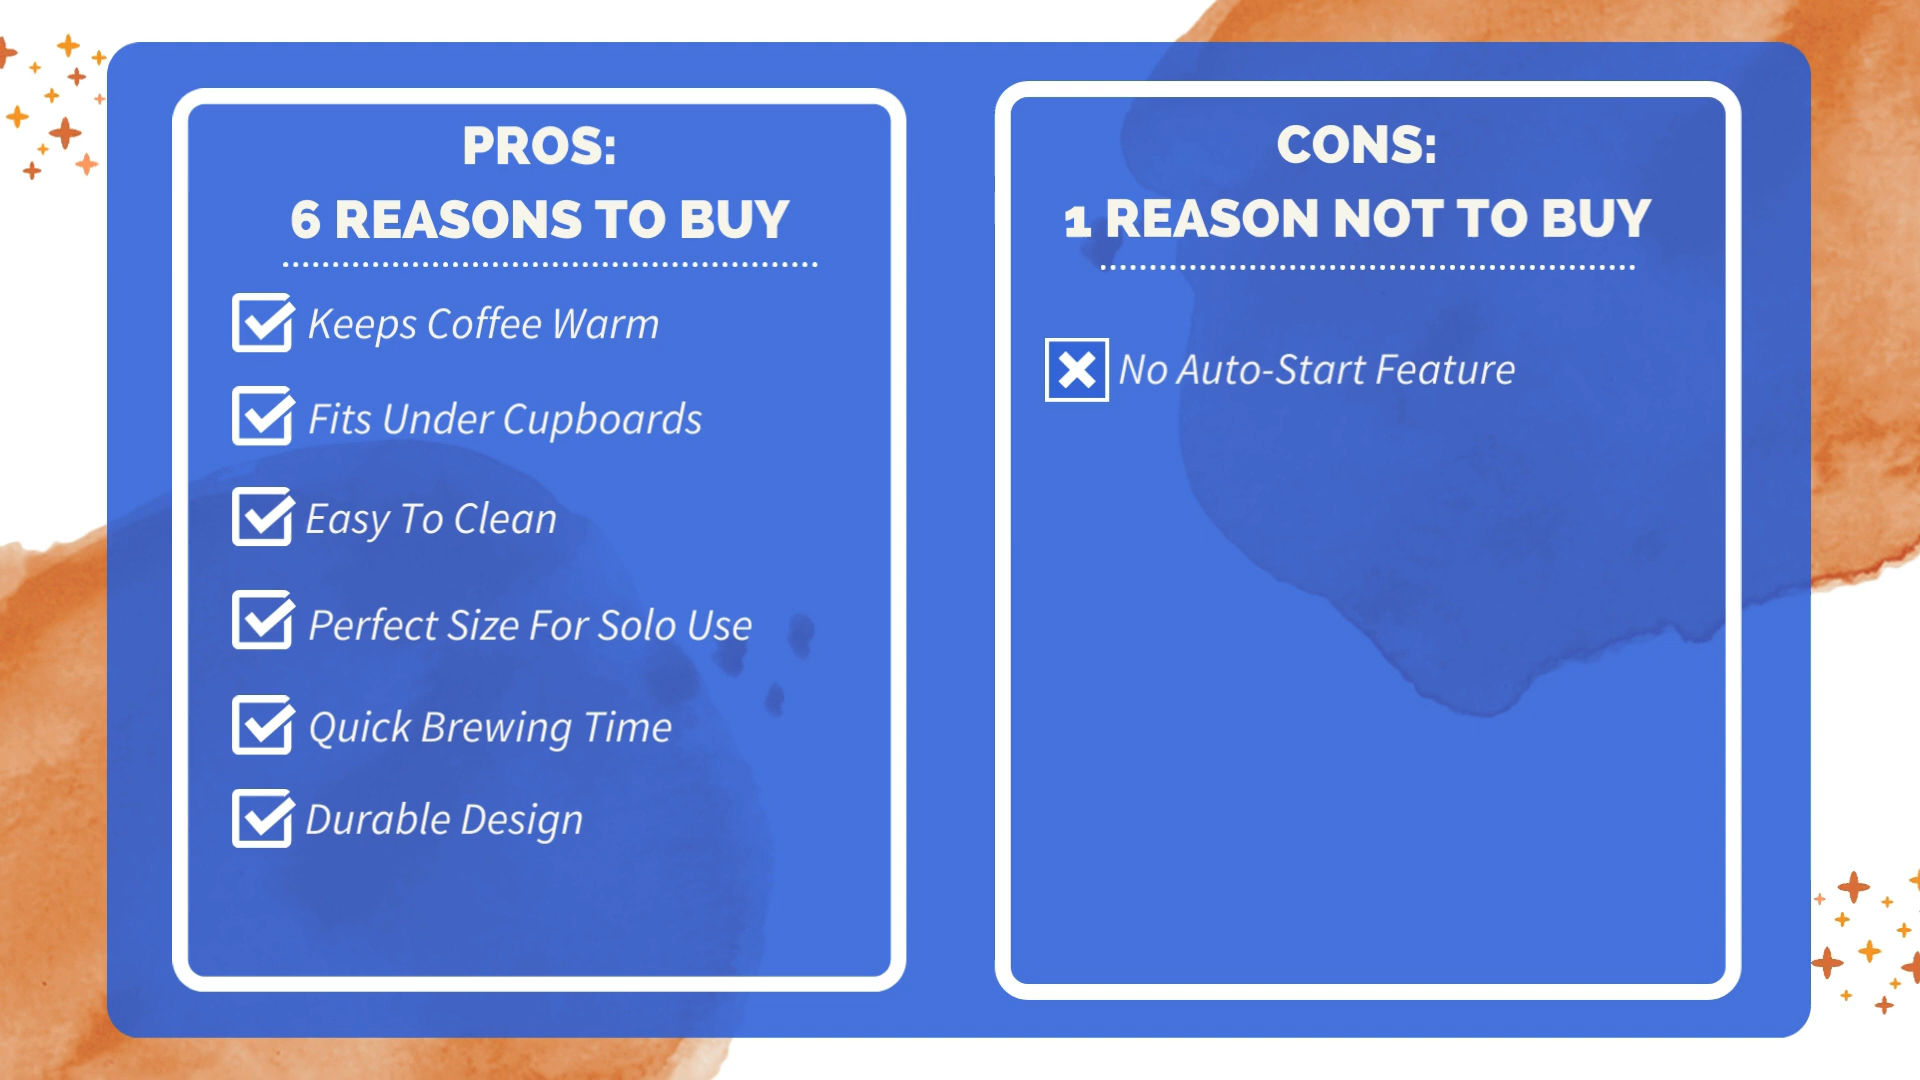 PROS:
6 REASONS TO BUY
Keeps Coffee Warm
Fits Under Cupboards
Easy To Clean
Perfect Size For Solo Use
Quick Brewing Time
Durable Design
CONS:
1 REASON NOT TO BUY
No Auto-Start Feature